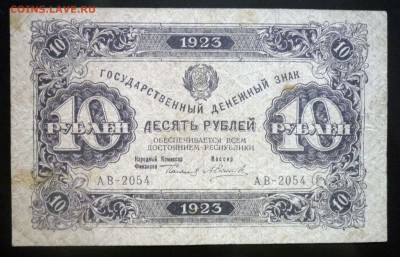 COINS.LAVE.RU
1923
10 10
ГОСУДАРСТВЕННЫЙ ДЕНЕЖНЫЙ ЗНАК
10 РУБЛЕЙ
10 РУБЛЕЙ
ДЕСЯТЬ РУБЛЕЙ
ОБЕСПЕЧИВАЕТСЯ ВСЕМ
ДОСТОЯНИЕМ РЕСПУБЛИКИ
Народный Комиссар
Финансов
Кассир
АВ-2054 АВ-2054
10 10
1923